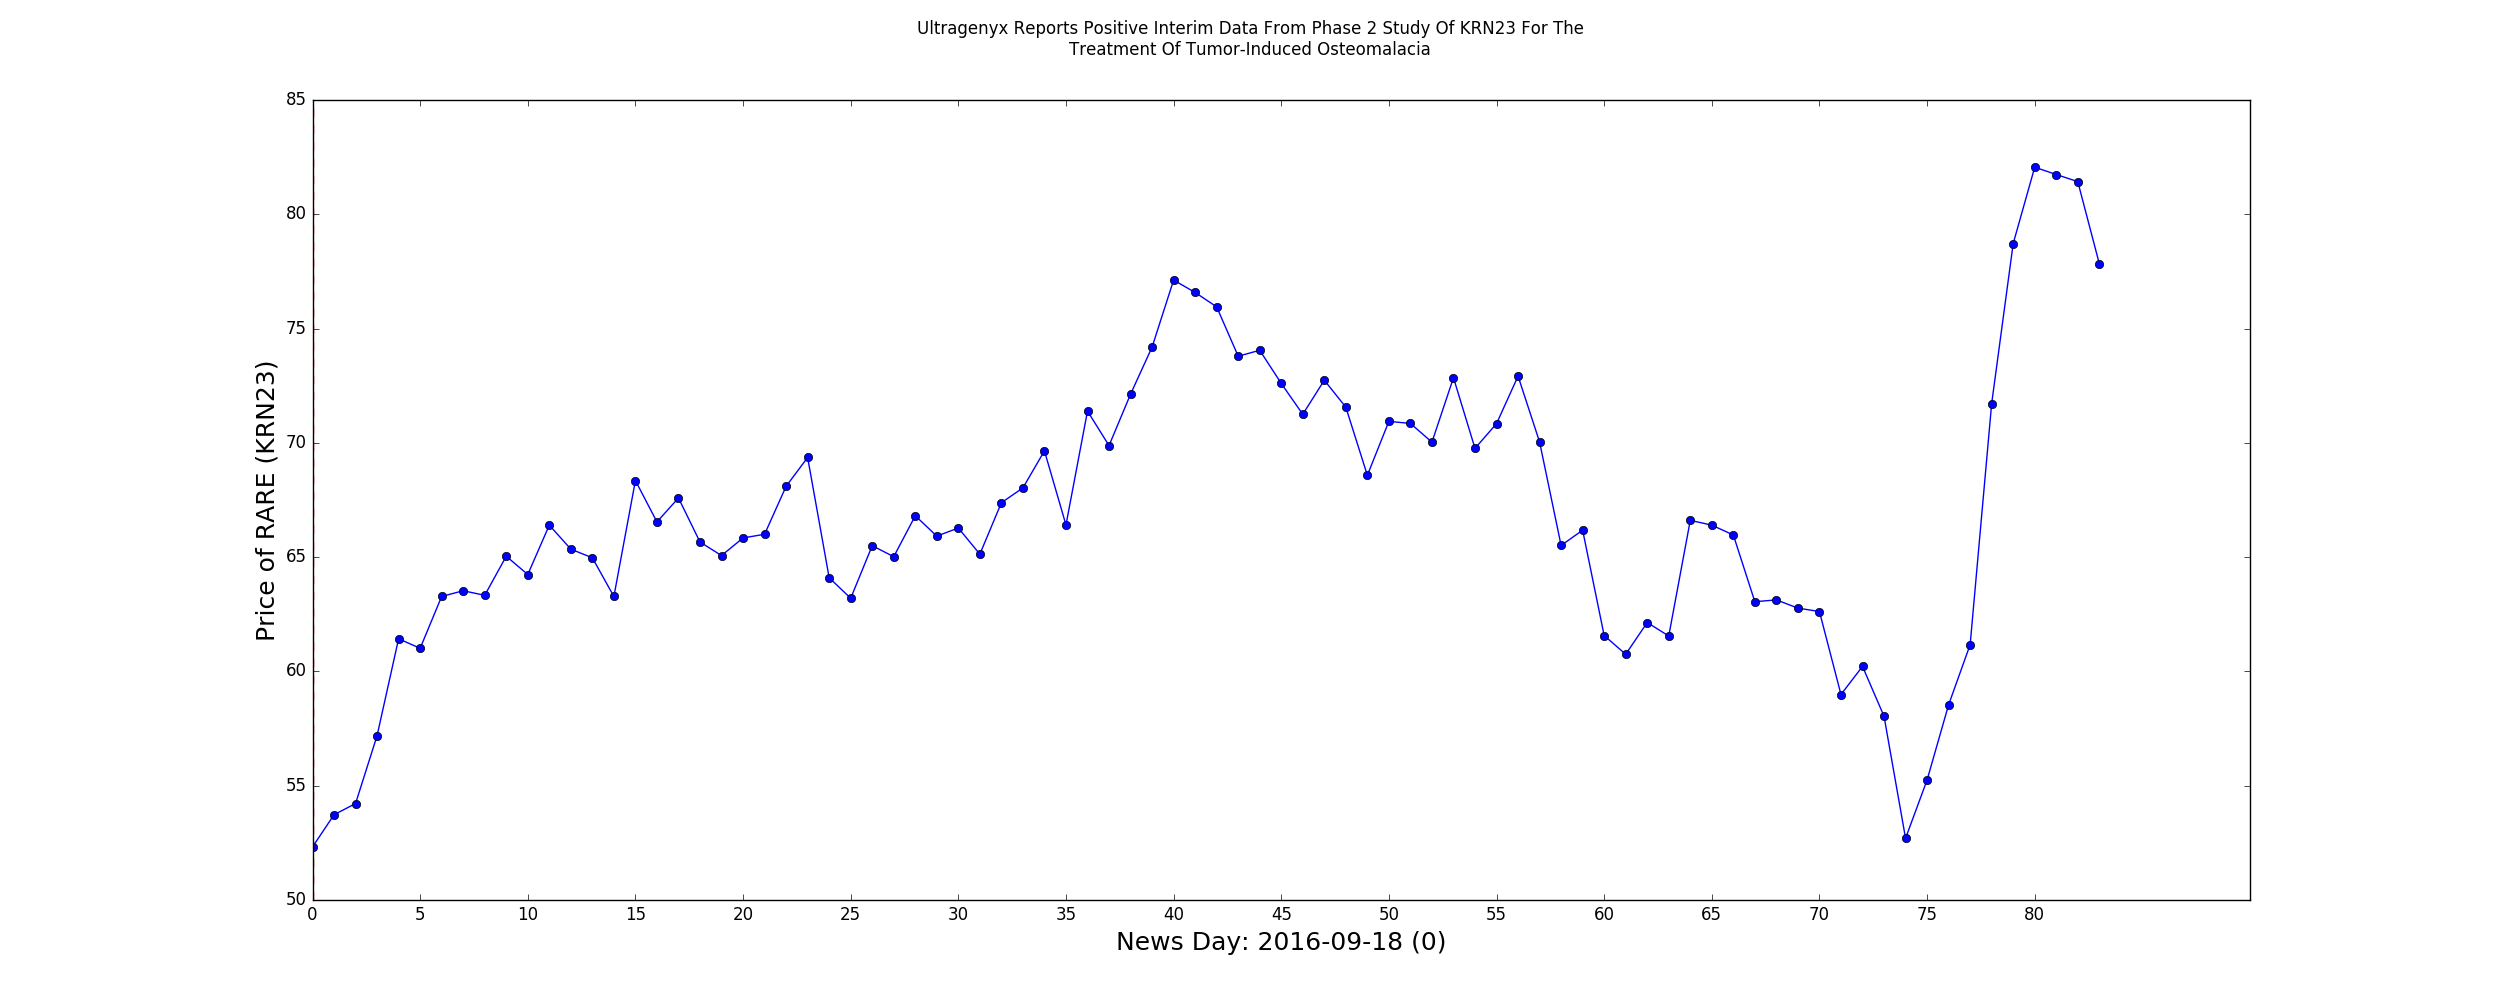 Ultragenyx Reports Positive Interim Data From Phase 2 Study Of KRN23 For The
Treatment Of Tumor-Induced Osteomalacia
85
80
75
70
65
60
55
50
Price of RARE (KRN23)
0 5 10 15 20 25 30 35 40 45 50 55 60 65 70 75 80
News Day: 2016-09-18 (0)